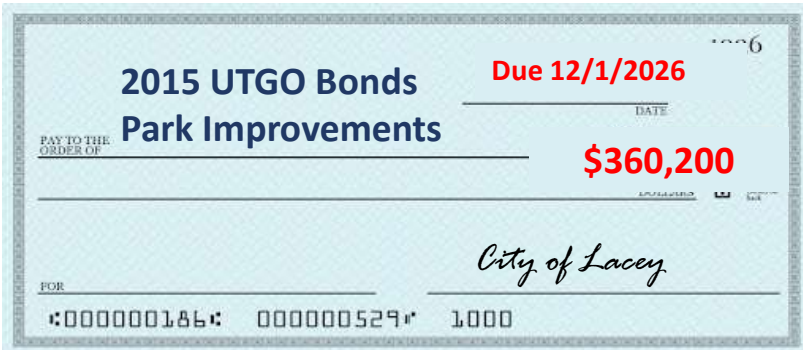 2015 UTGO Bonds
Due 12/1/2026
DATE
Park Improvements
PAY TO THE
ORDER OF
$360,200
DOLLARS
City of Lacey
FOR
⑆000000186⑆ 000000529⑈ 1000